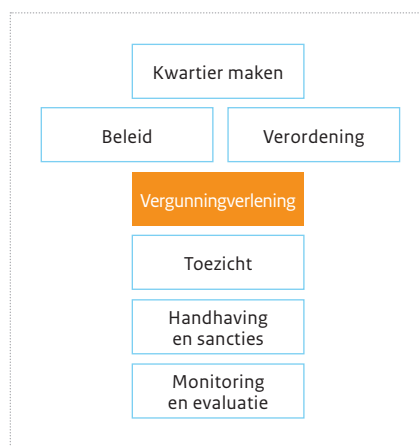 Kwartier maken
Beleid
Verordening
Vergunningverlening
Toezicht
Handhaving
en sancties
Monitoring
en evaluatie